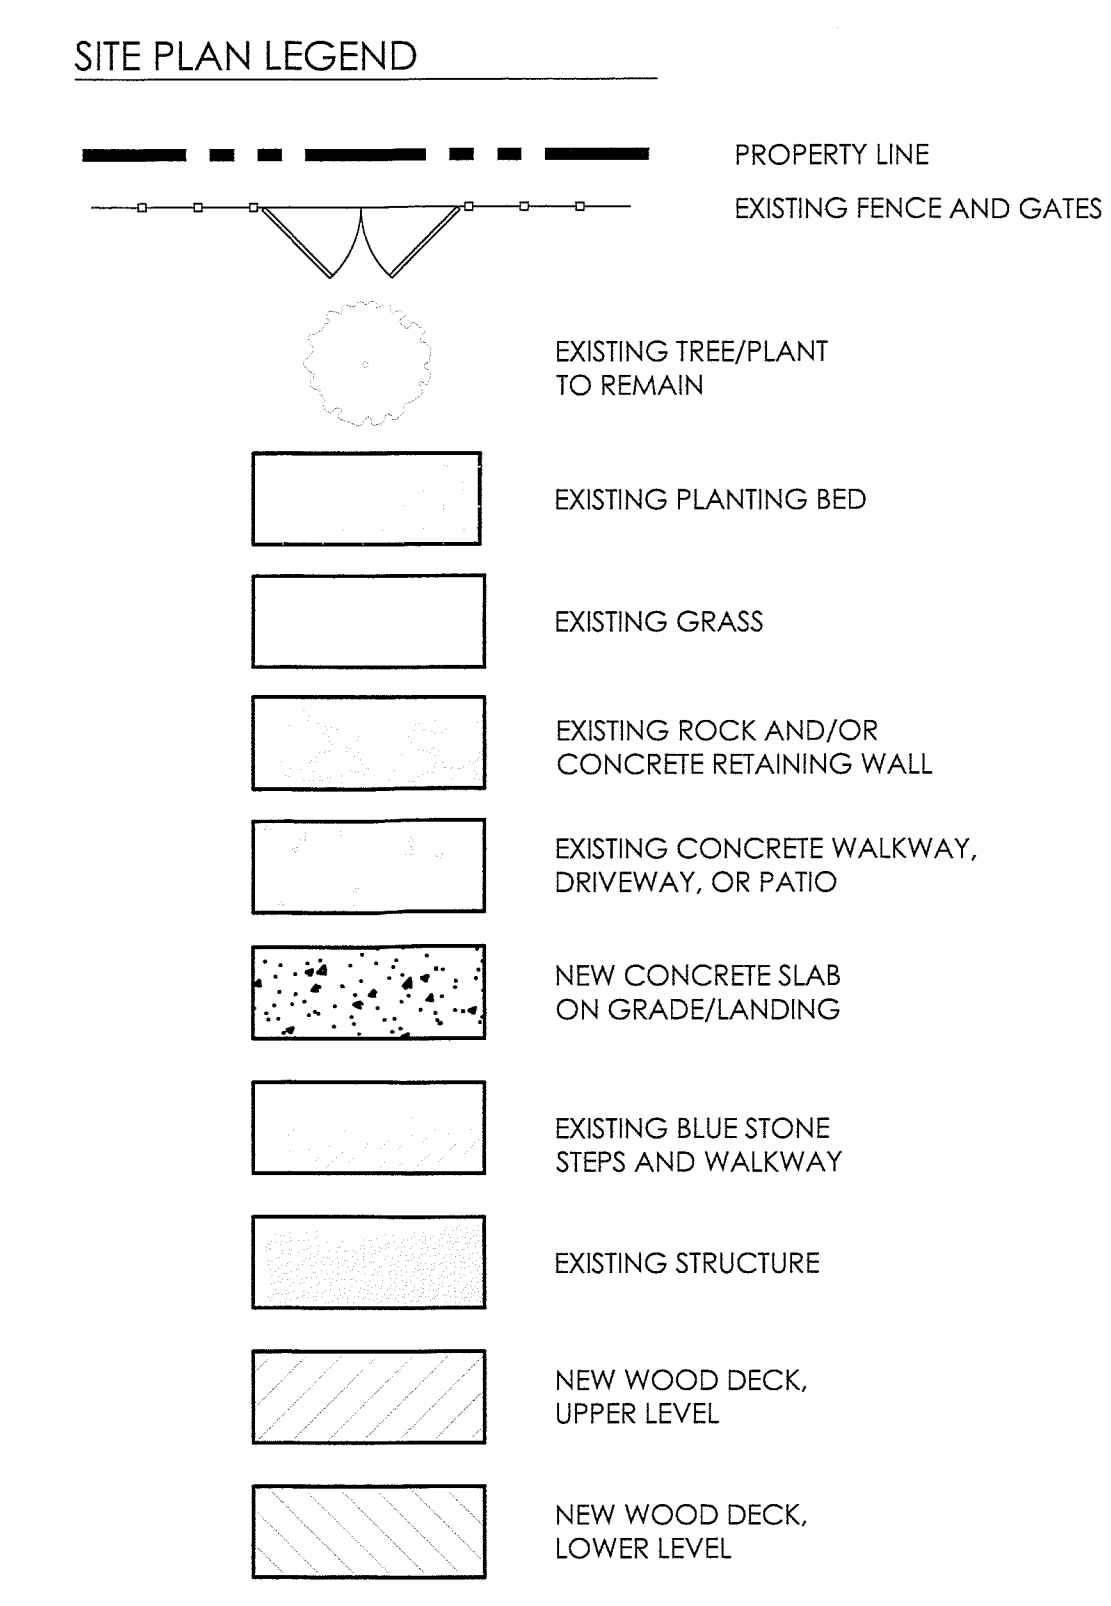 SITE PLAN LEGEND
PROPERTY LINE
EXISTING FENCE AND GATES
EXISTING TREE/PLANT
TO REMAIN
EXISTING PLANTING BED
EXISTING GRASS
EXISTING ROCK AND/OR
CONCRETE RETAINING WALL
EXISTING CONCRETE WALKWAY,
DRIVEWAY, OR PATIO
NEW CONCRETE SLAB
ON GRADE/LANDING
EXISTING BLUE STONE
STEPS AND WALKWAY
EXISTING STRUCTURE
NEW WOOD DECK,
UPPER LEVEL
NEW WOOD DECK,
LOWER LEVEL